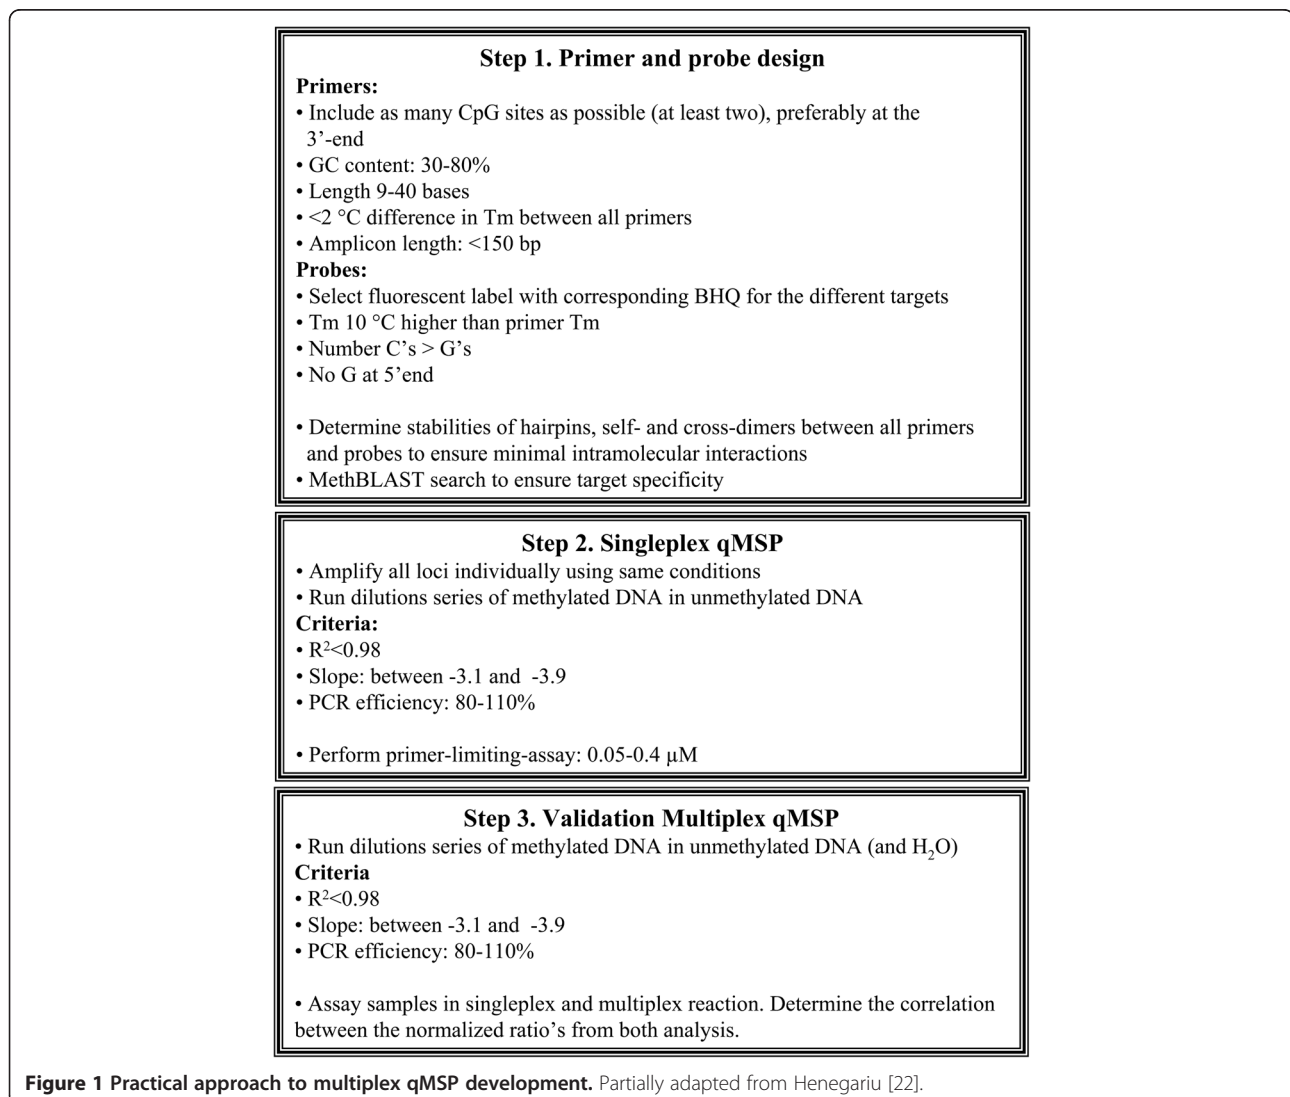 Step 1. Primer and probe design
Primers:
• Include as many CpG sites as possible (at least two), preferably at the
3’-end
• GC content: 30-80%
• Length 9-40 bases
• <2 °C difference in Tm between all primers
• Amplicon length: <150 bp
Probes:
• Select fluorescent label with corresponding BHQ for the different targets
• Tm 10 °C higher than primer Tm
• Number C’s > G’s
• No G at 5’end
• Determine stabilities of hairpins, self- and cross-dimers between all primers
and probes to ensure minimal intramolecular interactions
• MethBLAST search to ensure target specificity
Step 2. Singleplex qMSP
• Amplify all loci individually using same conditions
• Run dilutions series of methylated DNA in unmethylated DNA
Criteria:
• R²<0.98
• Slope: between -3.1 and -3.9
• PCR efficiency: 80-110%
• Perform primer-limiting-assay: 0.05-0.4 µM
Step 3. Validation Multiplex qMSP
• Run dilutions series of methylated DNA in unmethylated DNA (and H₂O)
Criteria
• R²<0.98
• Slope: between -3.1 and -3.9
• PCR efficiency: 80-110%
• Assay samples in singleplex and multiplex reaction. Determine the correlation
between the normalized ratio’s from both analysis.
Figure 1 Practical approach to multiplex qMSP development. Partially adapted from Henegariu [22].